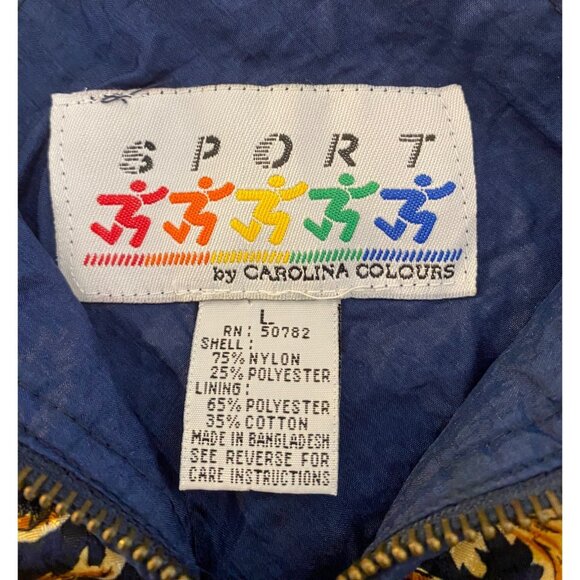 SPORT
by CAROLINA COLOURS
L
RN: 50782
SHELL:
75% NYLON
25% POLYESTER
LINING:
65% POLYESTER
35% COTTON
MADE IN BANGLADESH
SEE REVERSE FOR
CARE INSTRUCTIONS